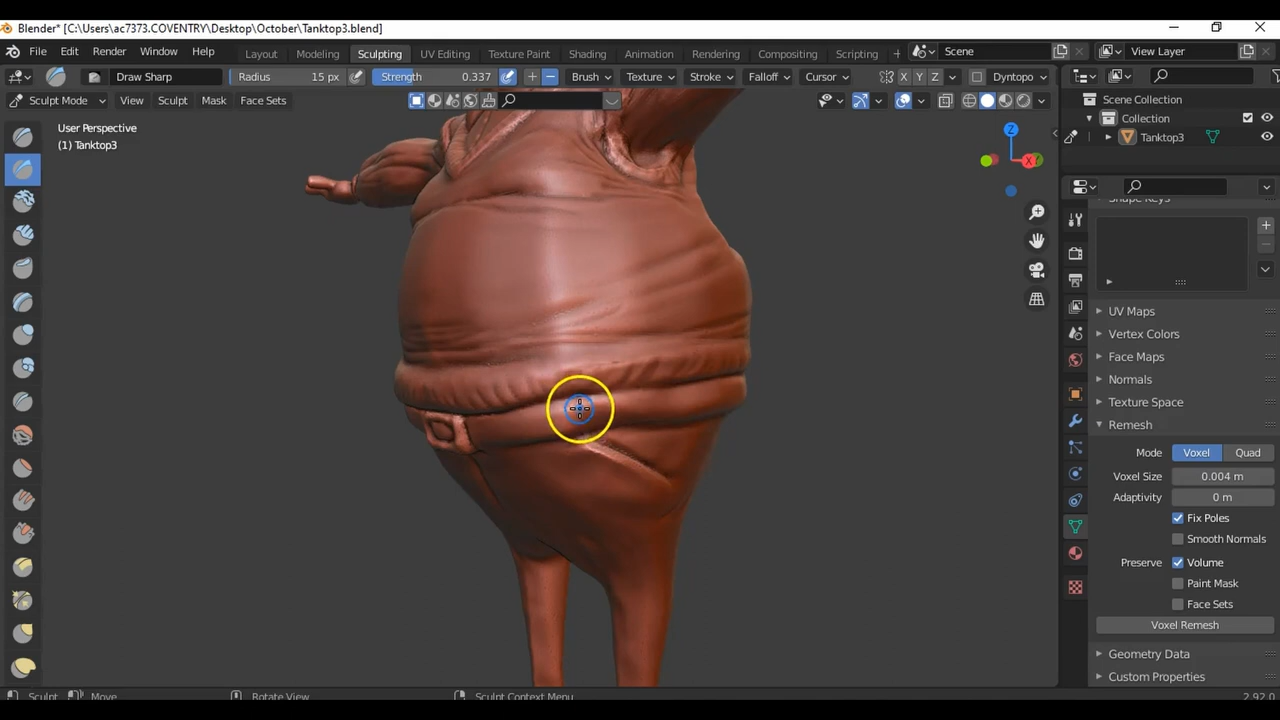 Blender* [C:\Users\ac7373.COVENTRY\Desktop\October\Tanktop3.blend]
File Edit Render Window Help Layout Modeling Sculpting UV Editing Texture Paint Shading Animation Rendering Compositing Scripting + Scene View Layer
Draw Sharp Radius 15 px Strength 0.337 Brush Texture Stroke Falloff Cursor X Y Z Dyntopo
Sculpt Mode View Sculpt Mask Face Sets
Scene Collection
Collection
Tanktop3
User Perspective
(1) Tanktop3
Z
X
Shape Keys
UV Maps
Vertex Colors
Face Maps
Normals
Texture Space
Remesh
Mode Voxel Quad
Voxel Size 0.004 m
Adaptivity 0 m
Fix Poles
Smooth Normals
Preserve Volume
Paint Mask
Face Sets
Voxel Remesh
Geometry Data
Custom Properties
Sculpt Move Rotate View Sculpt Context Menu 2.92.0